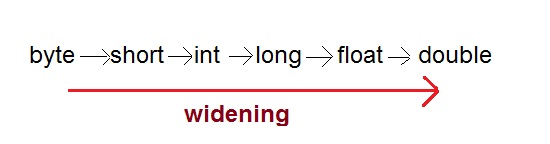 byte → short → int → long → float → double
widening